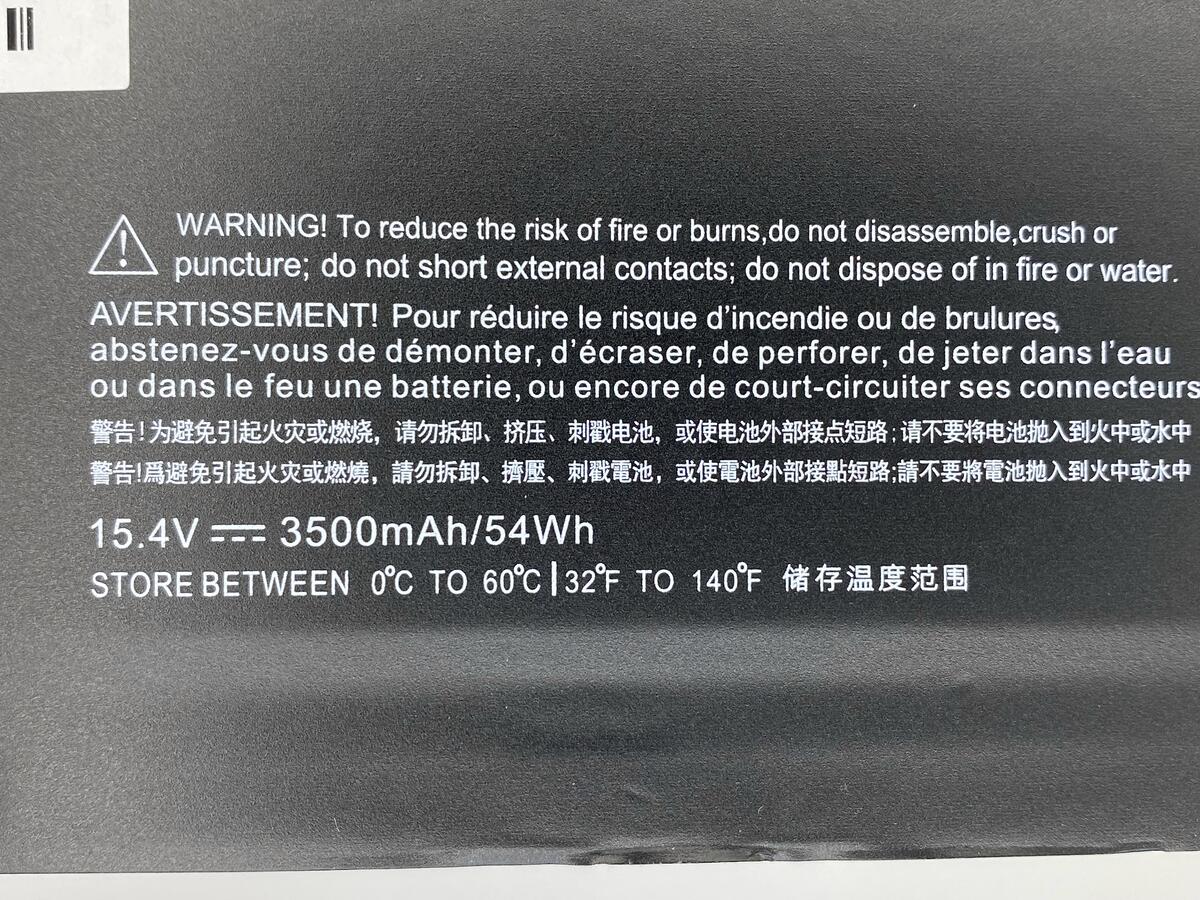 WARNING! To reduce the risk of fire or burns,do not disassemble,crush or
puncture; do not short external contacts; do not dispose of in fire or water.
AVERTISSEMENT! Pour réduire le risque d'incendie ou de brulures,
abstenez-vous de démonter, d'écraser, de perforer, de jeter dans l'eau
ou dans le feu une batterie, ou encore de court-circuiter ses connecteurs
警告!为避免引起火灾或燃烧，请勿拆卸、挤压、刺戳电池，或使电池外部接点短路;请不要将电池抛入到火中或水中
警告!爲避免引起火灾或燃燒，請勿拆卸、擠壓、刺戳電池，或使電池外部接點短路;請不要將電池抛入到火中或水中
15.4V ⎓ 3500mAh/54Wh
STORE BETWEEN 0℃ TO 60℃|32℉ TO 140℉ 储存温度范围